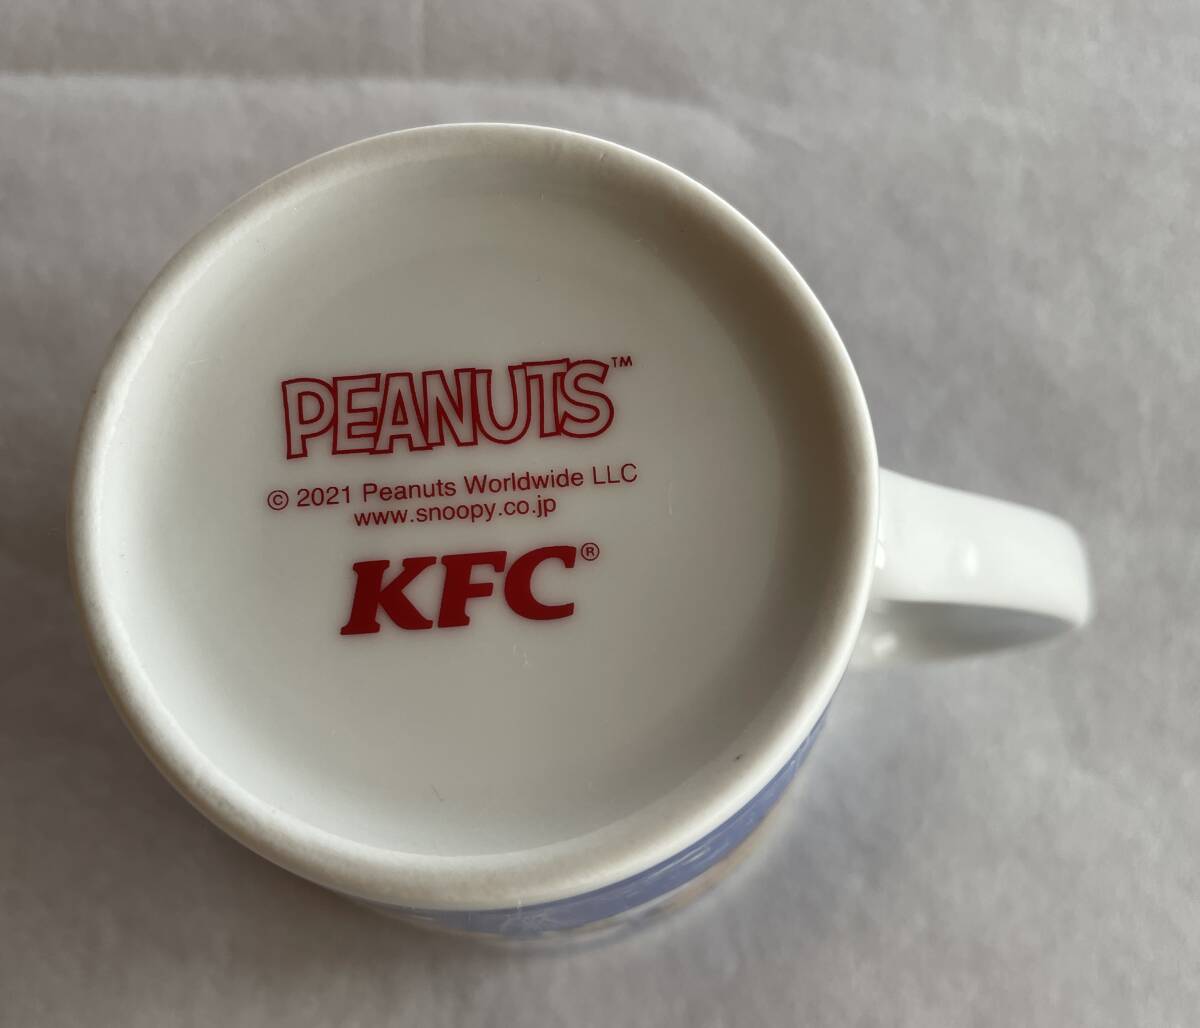 PEANUTS™
© 2021 Peanuts Worldwide LLC
www.snoopy.co.jp
KFC®